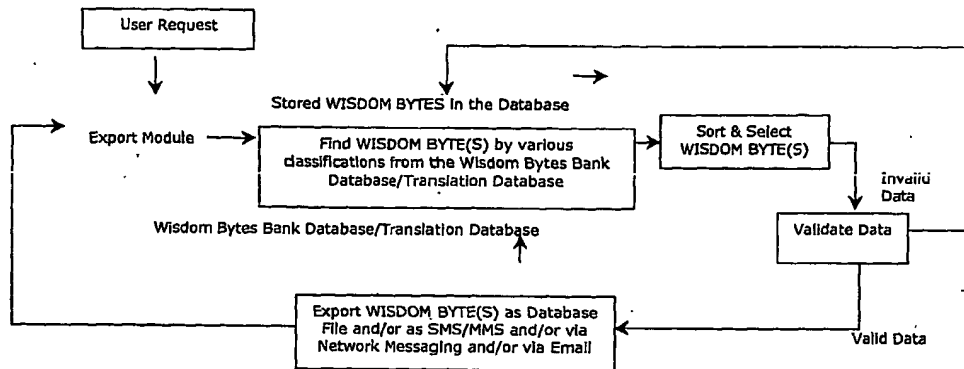 User Request
Stored WISDOM BYTES in the Database
Export Module
Find WISDOM BYTE(S) by various
classifications from the Wisdom Bytes Bank
Database/Translation Database
Sort & Select
WISDOM BYTE(S)
Invalid
Data
Wisdom Bytes Bank Database/Translation Database
Validate Data
Export WISDOM BYTE(S) as Database
File and/or as SMS/MMS and/or via
Network Messaging and/or via Email
Valid Data